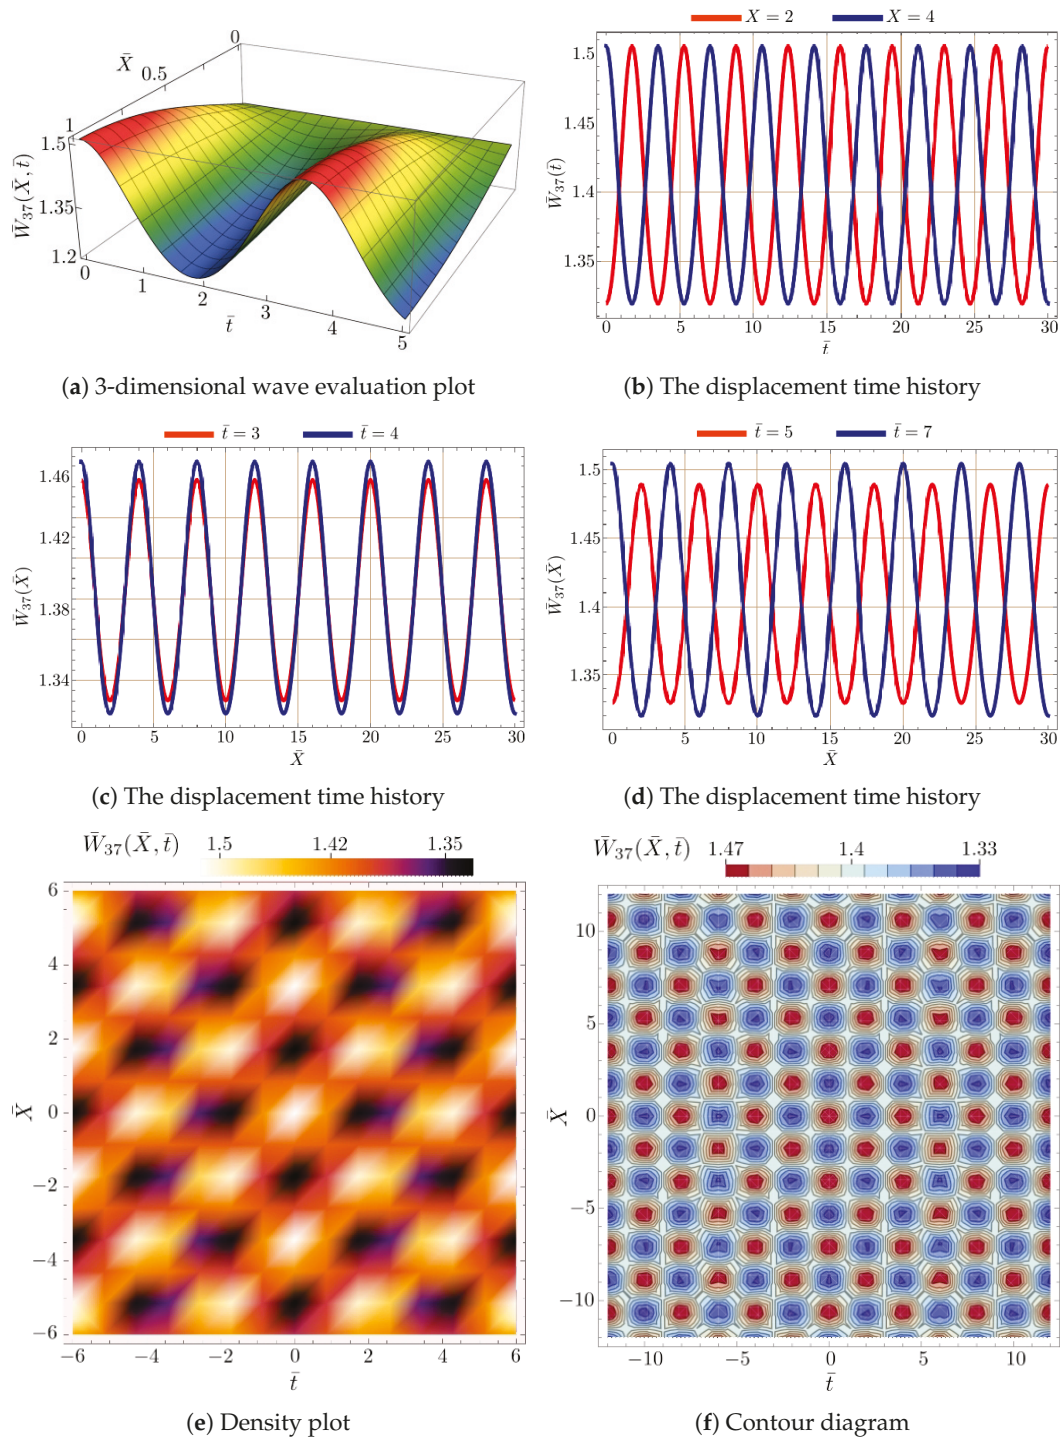 0
X̄
0.5
1
1.5
W̄₃₇(X̄, t̄)
1.35
1.2
0
1
2
3
4
5
t̄
(a) 3-dimensional wave evaluation plot
X = 2 X = 4
1.5
1.45
W̄₃₇(t̄)
1.4
1.35
0 5 10 15 20 25 30
t̄
(b) The displacement time history
t̄ = 3 t̄ = 4
1.46
1.42
W̄₃₇(X̄)
1.38
1.34
0 5 10 15 20 25 30
X̄
(c) The displacement time history
t̄ = 5 t̄ = 7
1.5
1.45
W̄₃₇(X̄)
1.4
1.35
0 5 10 15 20 25 30
X̄
(d) The displacement time history
W̄₃₇(X̄, t̄) 1.5 1.42 1.35
6
4
2
X̄
0
−2
−4
−6
−6 −4 −2 0 2 4 6
t̄
(e) Density plot
W̄₃₇(X̄, t̄) 1.47 1.4 1.33
10
5
X̄
0
−5
−10
−10 −5 0 5 10
t̄
(f) Contour diagram